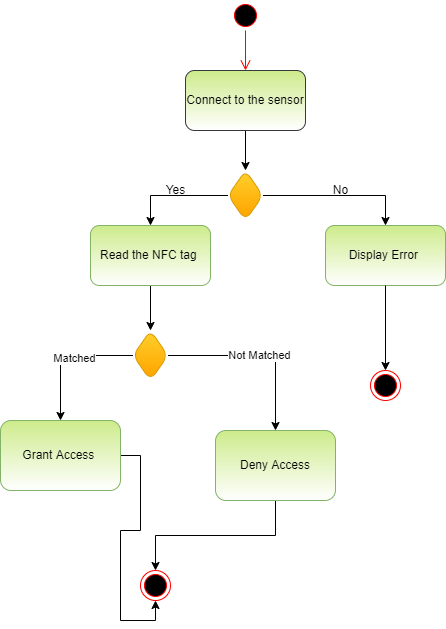 Connect to the sensor
Yes
No
Read the NFC tag
Display Error
Matched
Not Matched
Grant Access
Deny Access